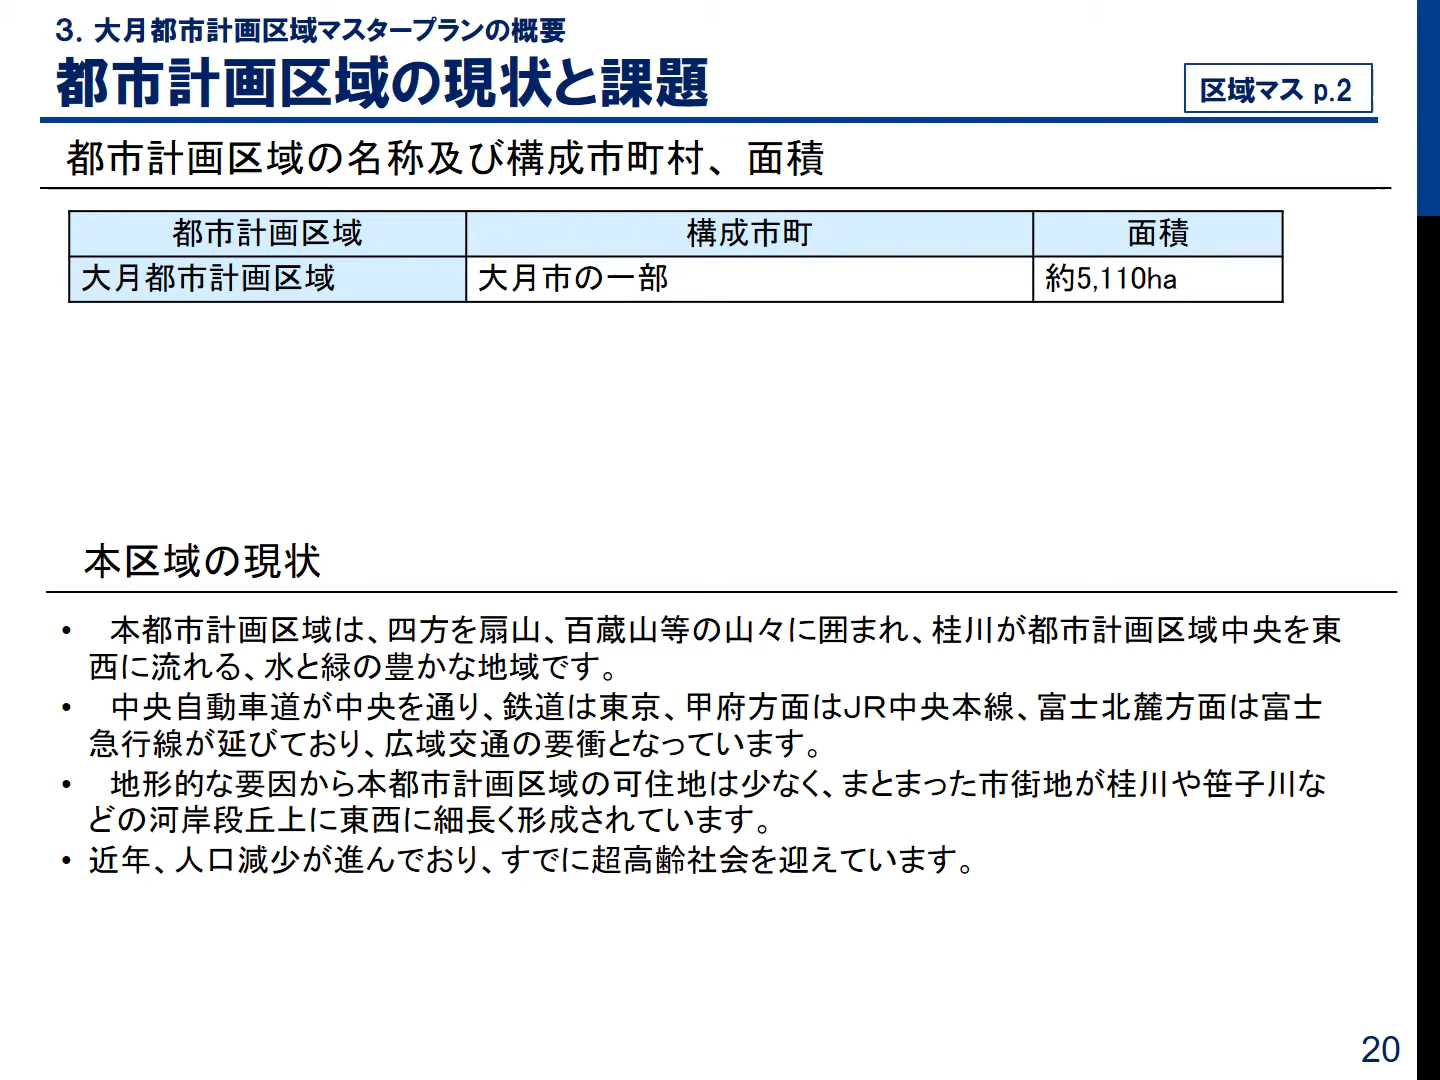 3. 大月都市計画区域マスタープランの概要
都市計画区域の現状と課題
区域マス p.2
都市計画区域の名称及び構成市町村、面積
都市計画区域 構成市町 面積
大月都市計画区域 大月市の一部 約5,110ha
本区域の現状
• 本都市計画区域は、四方を扇山、百蔵山等の山々に囲まれ、桂川が都市計画区域中央を東
西に流れる、水と緑の豊かな地域です。
• 中央自動車道が中央を通り、鉄道は東京、甲府方面はJR中央本線、富士北麓方面は富士
急行線が延びており、広域交通の要衝となっています。
• 地形的な要因から本都市計画区域の可住地は少なく、まとまった市街地が桂川や笹子川な
どの河岸段丘上に東西に細長く形成されています。
• 近年、人口減少が進んでおり、すでに超高齢社会を迎えています。
20